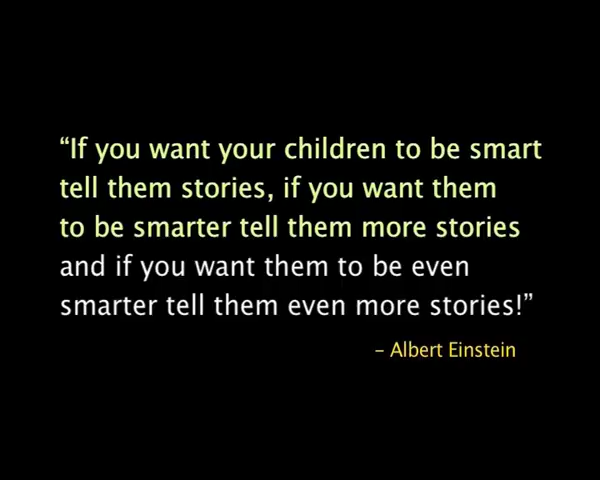 “If you want your children to be smart
tell them stories, if you want them
to be smarter tell them more stories
and if you want them to be even
smarter tell them even more stories!”
– Albert Einstein